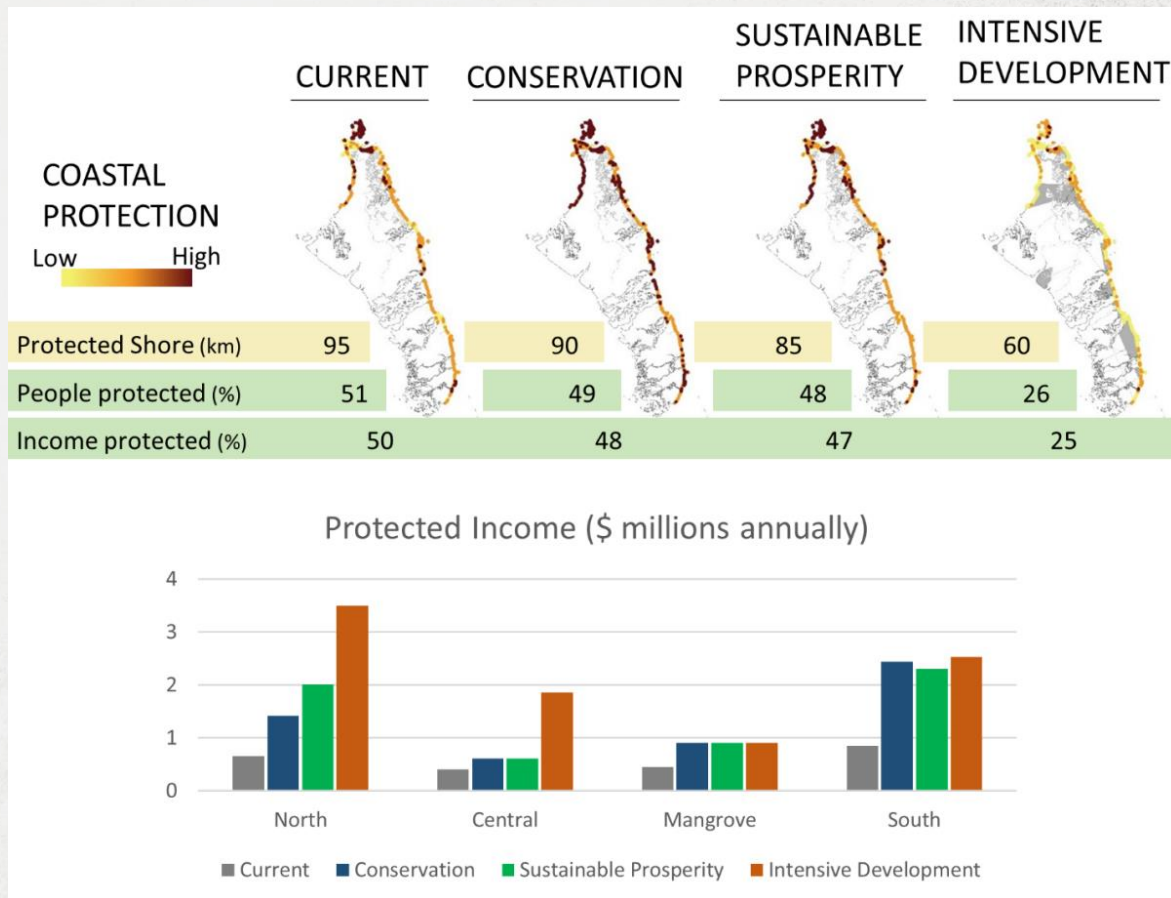 CURRENT
CONSERVATION
SUSTAINABLE
PROSPERITY
INTENSIVE
DEVELOPMENT
COASTAL
PROTECTION
Low High
Protected Shore (km) 95 90 85 60
People protected (%) 51 49 48 26
Income protected (%) 50 48 47 25
Protected Income ($ millions annually)
4
3
2
1
0
North Central Mangrove South
Current Conservation Sustainable Prosperity Intensive Development